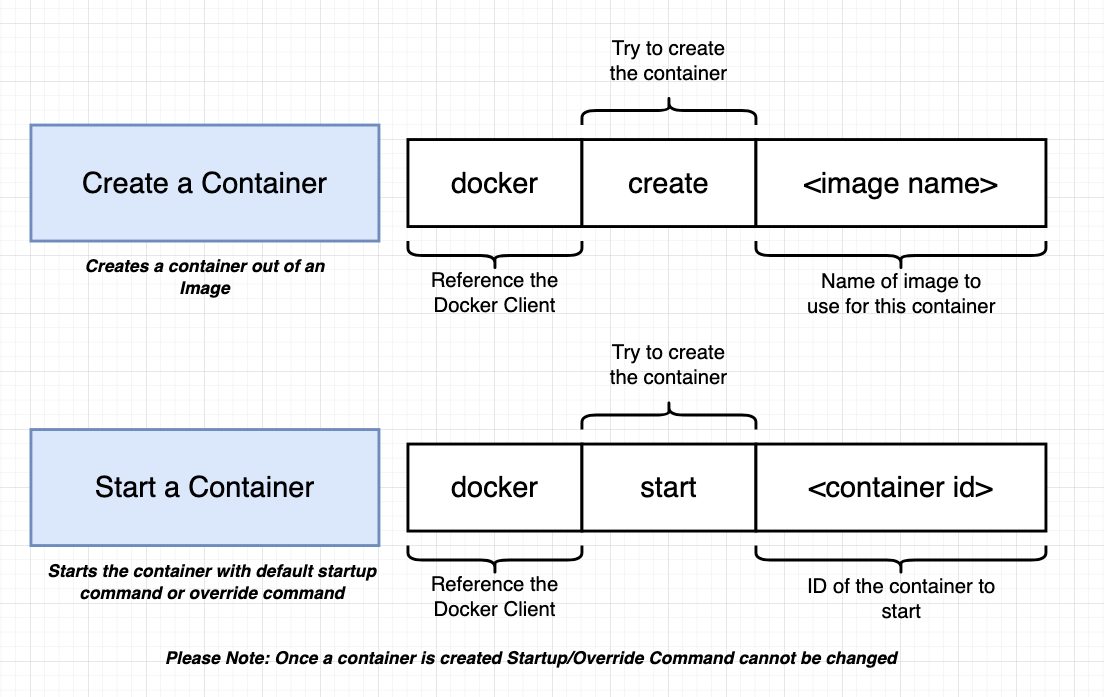 Try to create
the container
Create a Container
docker
create
<image name>
Creates a container out of an
Image
Reference the
Docker Client
Name of image to
use for this container
Try to create
the container
Start a Container
docker
start
<container id>
Starts the container with default startup
command or override command
Reference the
Docker Client
ID of the container to
start
Please Note: Once a container is created Startup/Override Command cannot be changed